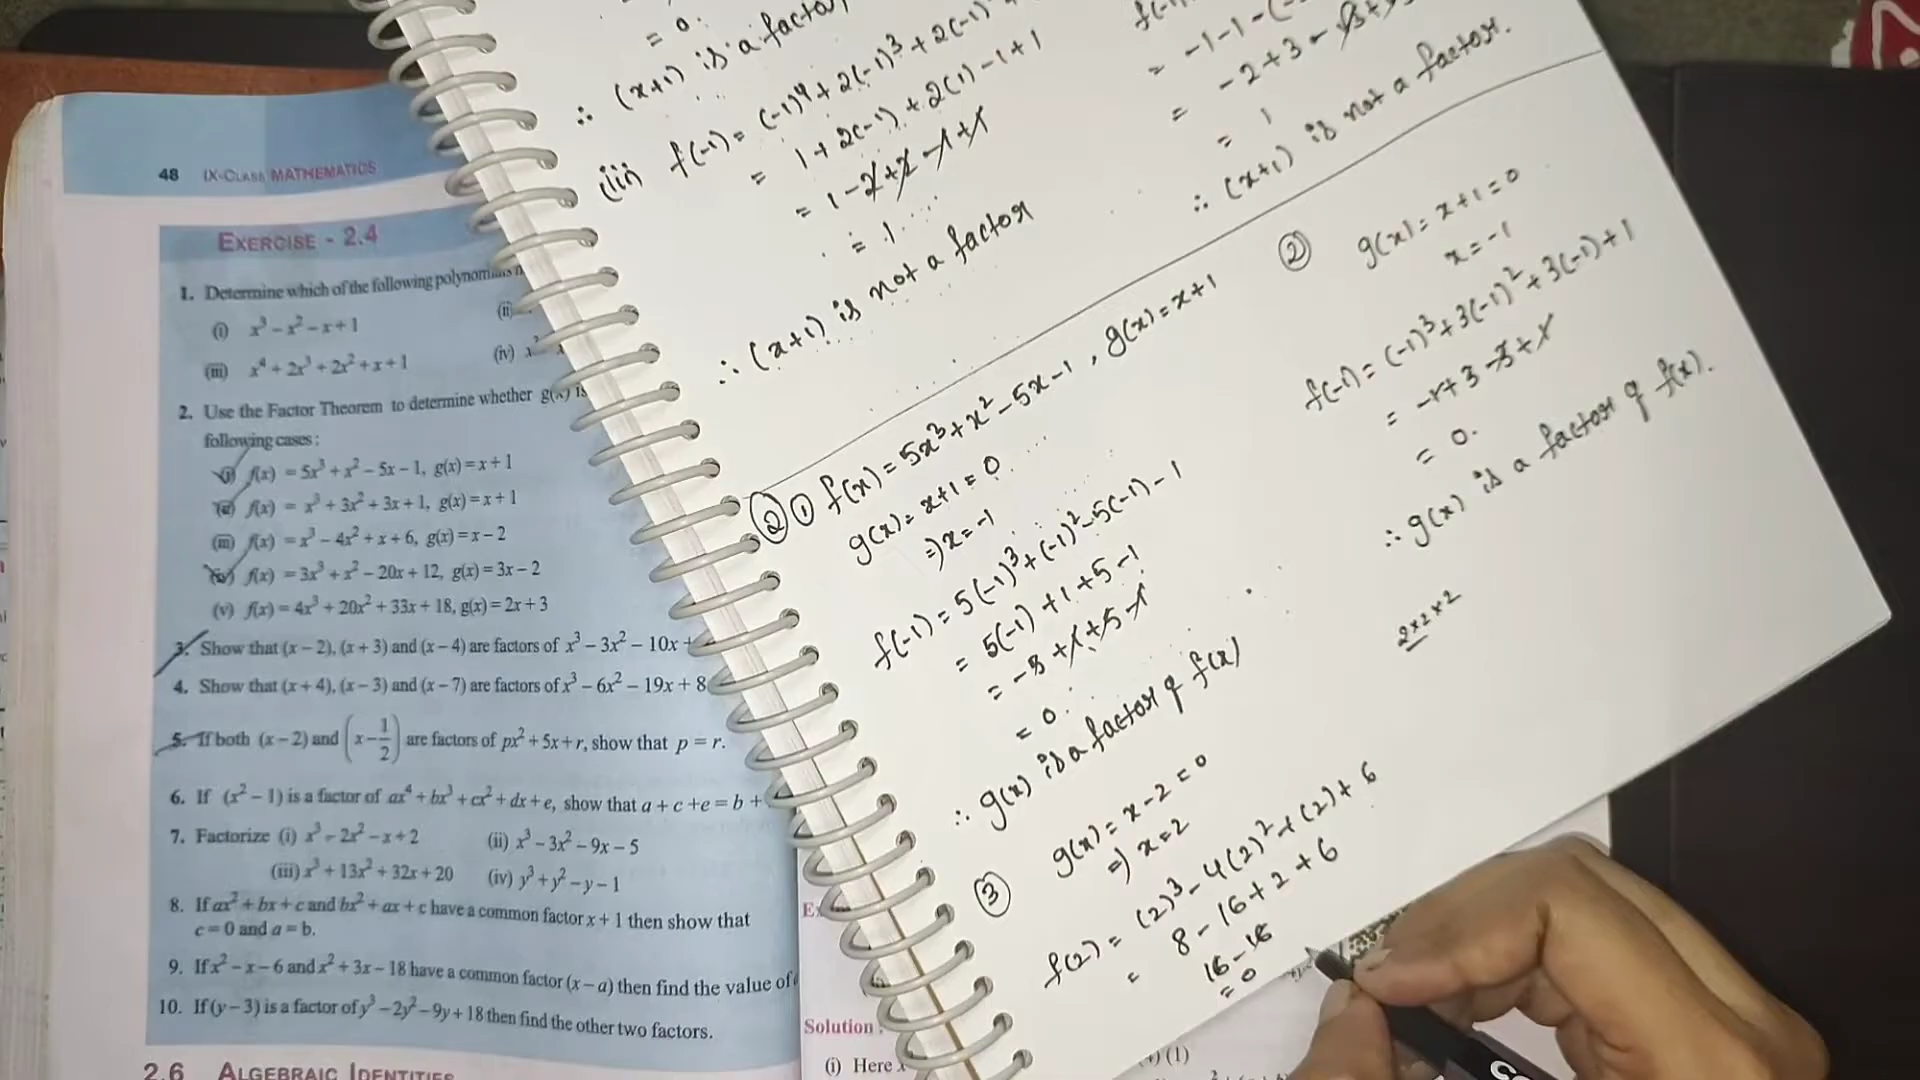 48 IX-CLASS MATHEMATICS
EXERCISE - 2.4
1. Determine which of the following polynomials
(i) x³ − x² − x + 1
(ii)
(iii) x⁴ + 2x³ + 2x² + x + 1
(iv)
2. Use the Factor Theorem to determine whether g(x) is
following cases :
(i) f(x) = 5x³ + x² − 5x − 1, g(x) = x + 1
(ii) f(x) = x³ + 3x² + 3x + 1, g(x) = x + 1
(iii) f(x) = x³ − 4x² + x + 6, g(x) = x − 2
(iv) f(x) = 3x³ + x² − 20x + 12, g(x) = 3x − 2
(v) f(x) = 4x³ + 20x² + 33x + 18, g(x) = 2x + 3
3. Show that (x − 2), (x + 3) and (x − 4) are factors of x³ − 3x² − 10x +
4. Show that (x + 4), (x − 3) and (x − 7) are factors of x³ − 6x² − 19x + 8
5. If both (x − 2) and (x − 1/2) are factors of px² + 5x + r, show that p = r.
6. If (x² − 1) is a factor of ax⁴ + bx³ + cx² + dx + e, show that a + c + e = b +
7. Factorize (i) x³ − 2x² − x + 2 (ii) x³ − 3x² − 9x − 5
(iii) x³ + 13x² + 32x + 20 (iv) y³ + y² − y − 1
8. If ax² + bx + c and bx² + ax + c have a common factor x + 1 then show that
c = 0 and a = b.
9. If x² − x − 6 and x² + 3x − 18 have a common factor (x − a) then find the value of
10. If (y − 3) is a factor of y³ − 2y² − 9y + 18 then find the other two factors.
2.6 ALGEBRAIC IDENTITIES
Solution :
(i) Here
= 0.
∴ (x+1) is a factor
(iii) f(-1) = (-1)⁴ + 2(-1)³ + 2(-1)
= 1 + 2(-1) + 2(1) - 1 + 1
= 1 - 2 + 2 - 1 + 1
= 1.
∴ (x+1) is not a factor
= -1 - 1 - (-
= -2 + 3 - 3 +
= 1
∴ (x+1) is not a factor.
② ① f(x) = 5x³ + x² - 5x - 1, g(x) = x + 1
g(x) = x + 1 = 0
⇒ x = -1
f(-1) = 5(-1)³ + (-1)² - 5(-1) - 1
= 5(-1) + 1 + 5 - 1
= -5 + 1 + 5 - 1
= 0.
∴ g(x) is a factor of f(x)
② g(x) = x + 1 = 0
x = -1
f(-1) = (-1)³ + 3(-1)² + 3(-1) + 1
= -1 + 3 - 3 + 1
= 0.
∴ g(x) is a factor of f(x).
2×2×2
③ g(x) = x - 2 = 0
⇒ x = 2
f(2) = (2)³ - 4(2)² + (2) + 6
= 8 - 16 + 2 + 6
16 - 16
= 0